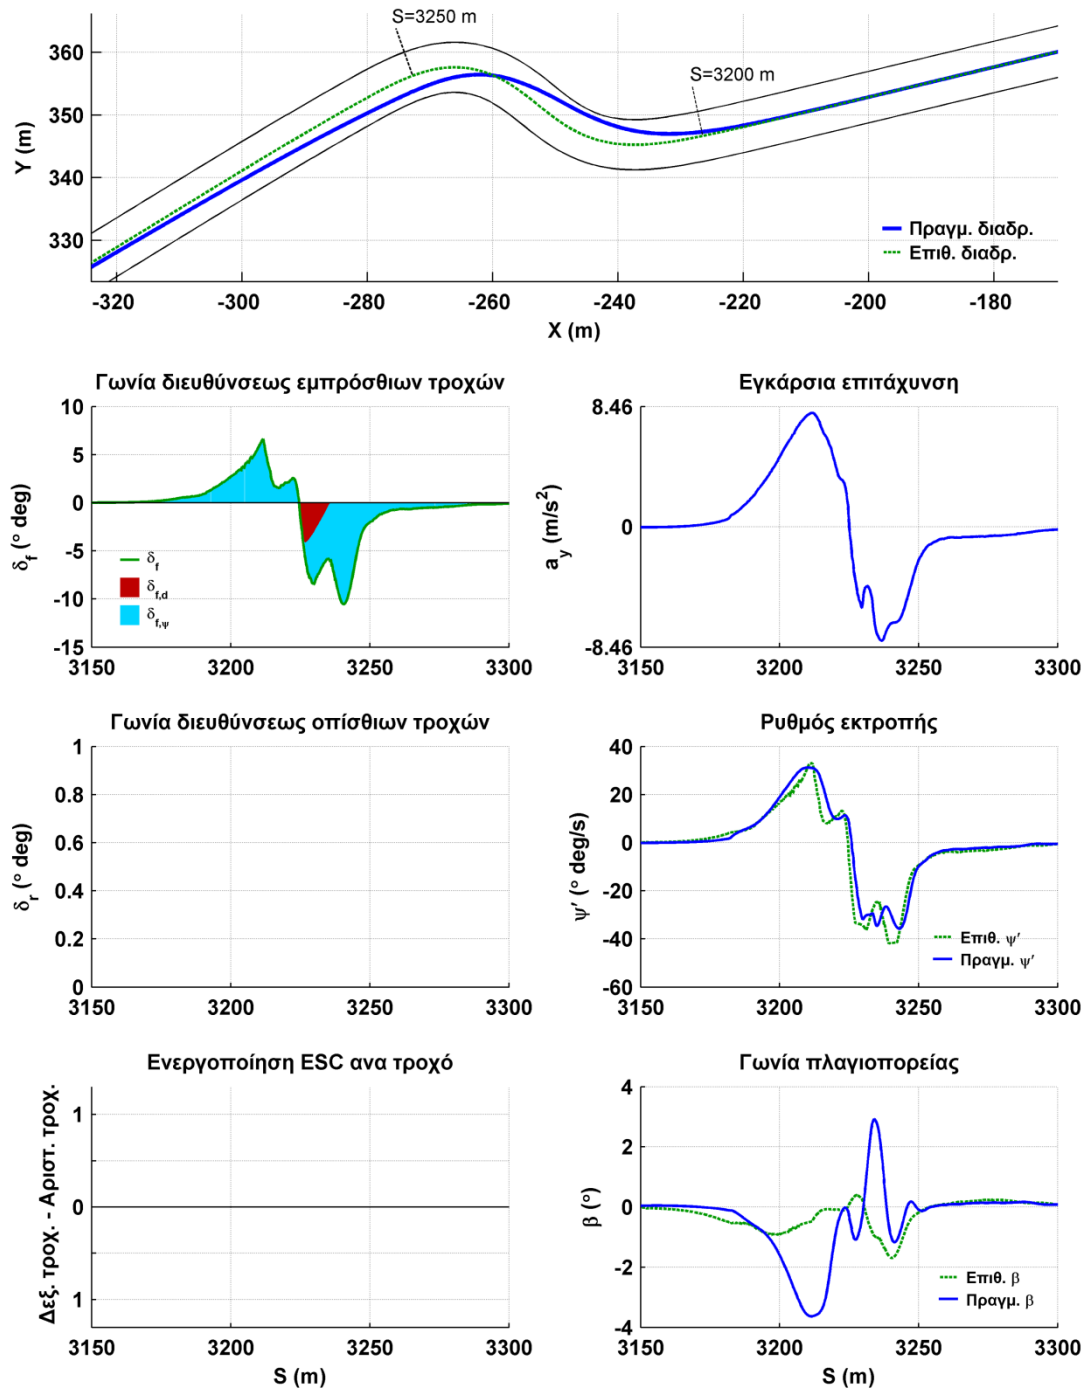 S=3250 m
S=3200 m
360
350
340
330
Y (m)
Πραγμ. διαδρ.
Επιθ. διαδρ.
-320 -300 -280 -260 -240 -220 -200 -180
X (m)
Γωνία διευθύνσεως εμπρόσθιων τροχών
10
5
0
-5
-10
-15
δf (° deg)
δf
δf,d
δf,ψ
3150 3200 3250 3300
Εγκάρσια επιτάχυνση
8.46
0
-8.46
ay (m/s²)
3150 3200 3250 3300
Γωνία διευθύνσεως οπίσθιων τροχών
1
0.8
0.6
0.4
0.2
0
δr (° deg)
3150 3200 3250 3300
Ρυθμός εκτροπής
40
20
0
-20
-40
-60
ψ' (° deg/s)
Επιθ. ψ'
Πραγμ. ψ'
3150 3200 3250 3300
Ενεργοποίηση ESC ανα τροχό
1
0
1
Δεξ. τροχ. - Αριστ. τροχ.
3150 3200 3250 3300
S (m)
Γωνία πλαγιοπορείας
4
2
0
-2
-4
β (°)
Επιθ. β
Πραγμ. β
3150 3200 3250 3300
S (m)